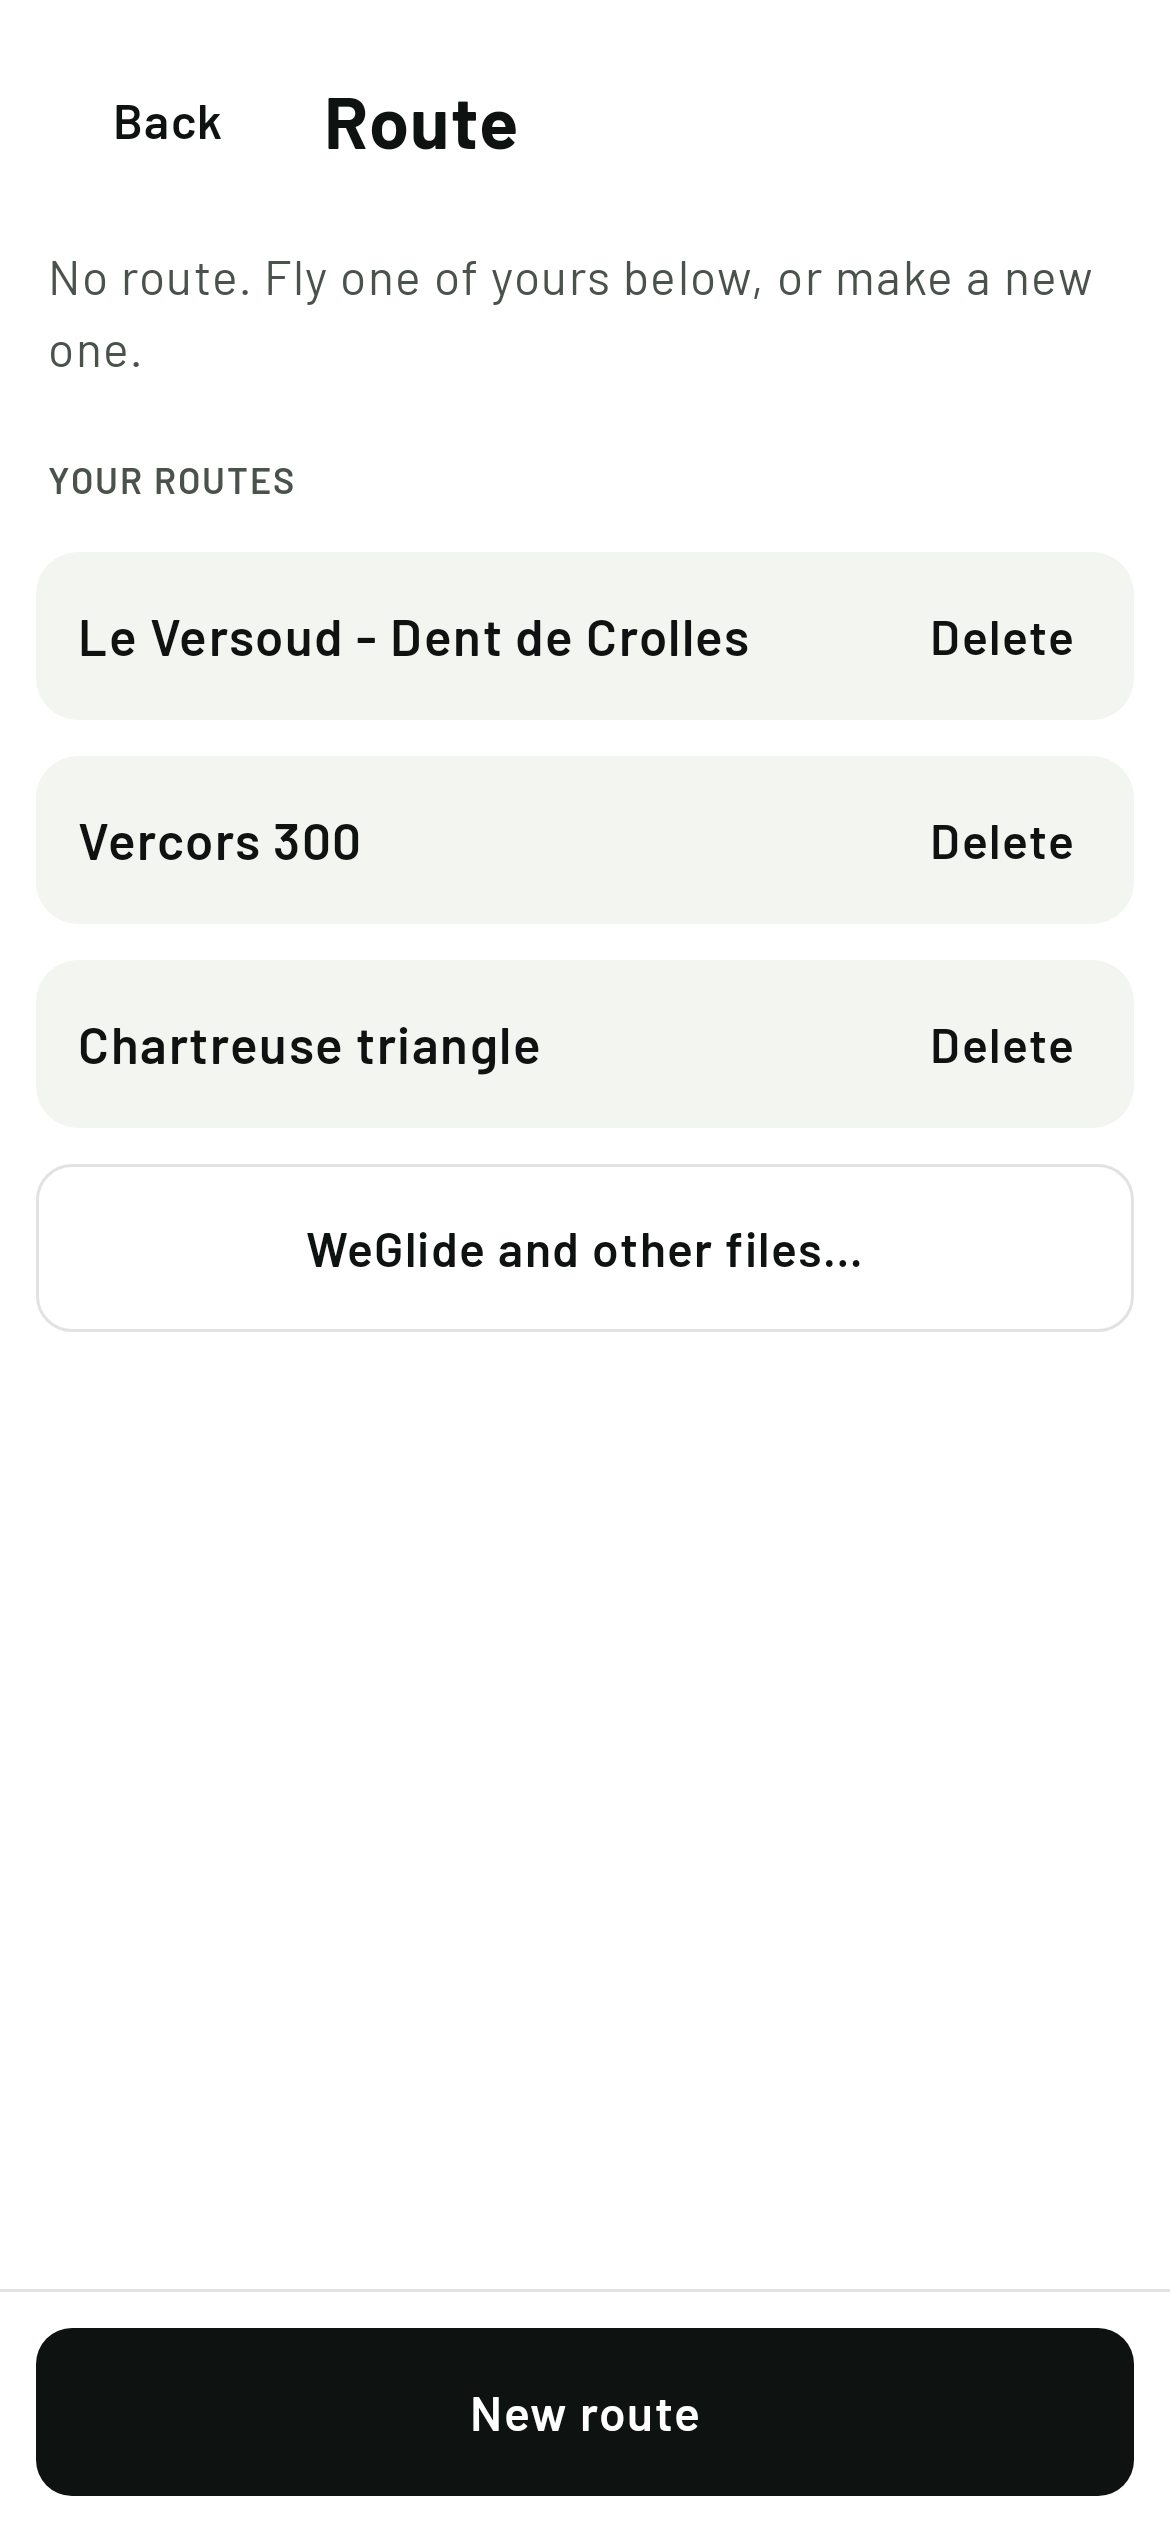 Back
Route
No route. Fly one of yours below, or make a new
one.
YOUR ROUTES
Le Versoud - Dent de Crolles
Delete
Vercors 300
Delete
Chartreuse triangle
Delete
WeGlide and other files...
New route